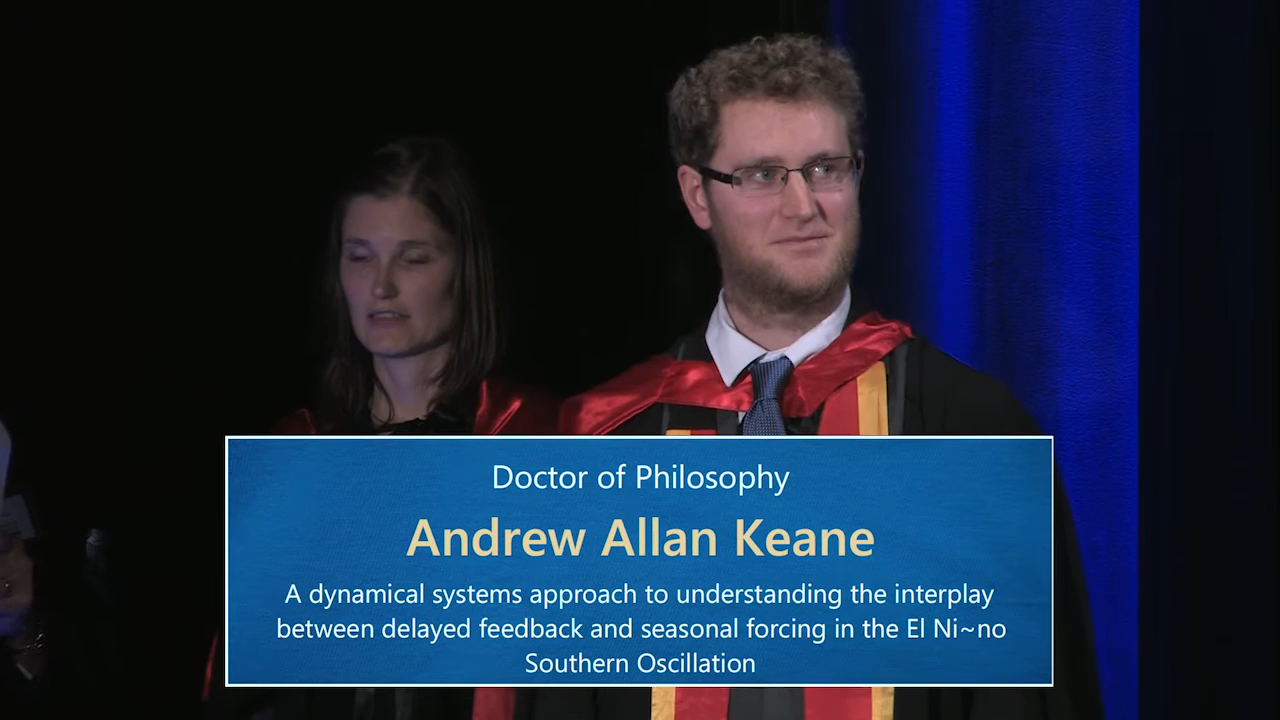 Doctor of Philosophy
Andrew Allan Keane
A dynamical systems approach to understanding the interplay
between delayed feedback and seasonal forcing in the El Ni~no
Southern Oscillation